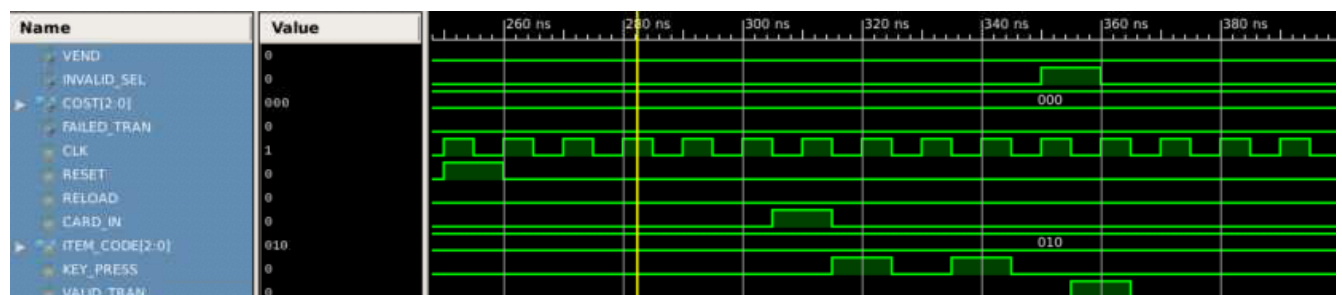 Name Value 260 ns 280 ns 300 ns 320 ns 340 ns 360 ns 380 ns
VEND 0
INVALID_SEL 0
COST[2:0] 000 000
FAILED_TRAN 0
CLK 1
RESET 0
RELOAD 0
CARD_IN 0
ITEM_CODE[2:0] 010 010
KEY_PRESS 0
VALID_TRAN 0